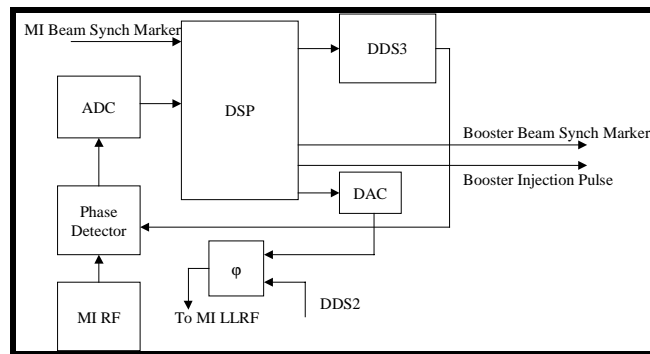 MI Beam Synch Marker
DDS3
ADC
DSP
Booster Beam Synch Marker
Booster Injection Pulse
DAC
Phase
Detector
φ
DDS2
MI RF
To MI LLRF